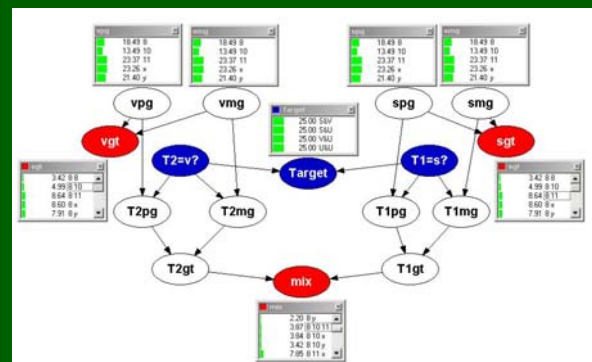 18.49 8
13.49 10
23.37 11
23.26 x
21.40 y
18.49 8
13.49 10
23.37 11
23.26 x
21.40 y
spg
18.49 8
13.49 10
23.37 11
23.26 x
21.40 y
18.49 8
13.49 10
23.37 11
23.26 x
21.40 y
vpg
vmg
spg
smg
Target
25.00 S&V
25.00 S&U
25.00 V&U
25.00 U&U
vgt
sgt
T2=v?
Target
T1=s?
3.42 8 8
4.99 8 10
8.64 8 11
8.60 8 x
7.91 8 y
sgt
3.42 8 8
4.99 8 10
8.64 8 11
8.60 8 x
7.91 8 y
T2pg
T2mg
T1pg
T1mg
T2gt
T1gt
mix
mix
2.20 8 y
3.87 8 10 11
3.84 8 10 x
3.42 8 10 y
7.85 8 11 x